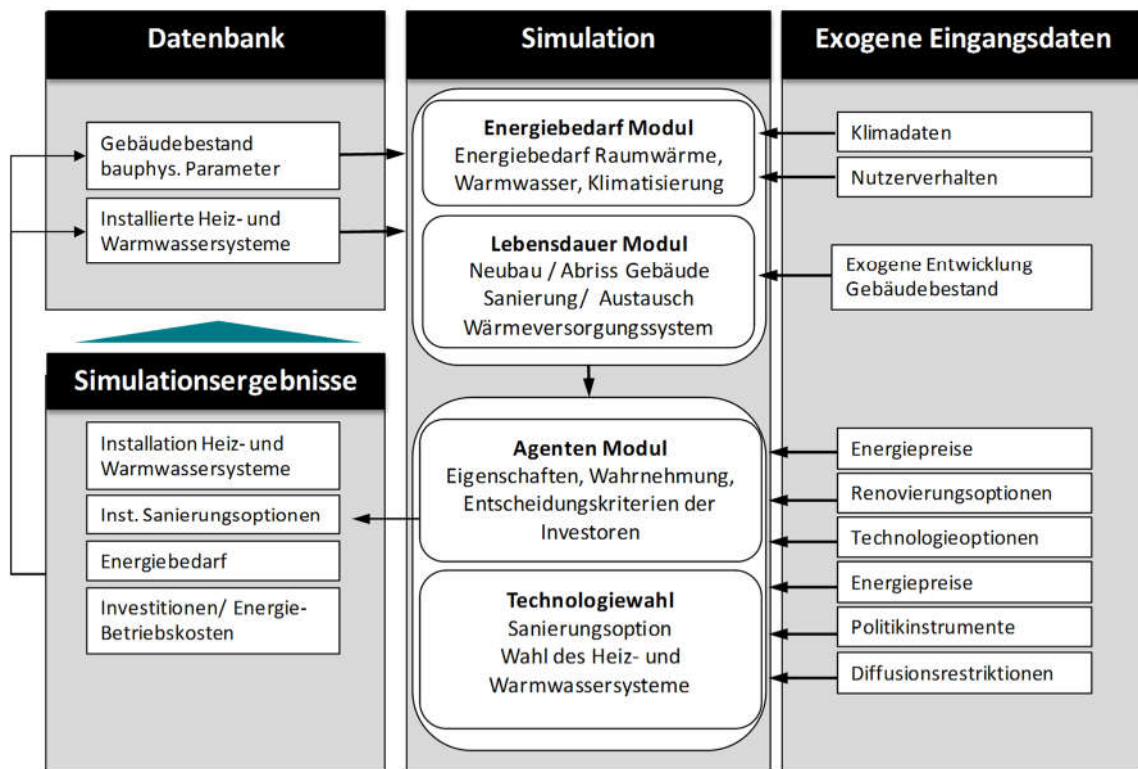 Datenbank
Gebäudebestand
bauphys. Parameter
Installierte Heiz- und
Warmwassersysteme
Simulationsergebnisse
Installation Heiz- und
Warmwassersysteme
Inst. Sanierungsoptionen
Energiebedarf
Investitionen/ Energie-
Betriebskosten
Simulation
Energiebedarf Modul
Energiebedarf Raumwärme,
Warmwasser, Klimatisierung
Lebensdauer Modul
Neubau / Abriss Gebäude
Sanierung/ Austausch
Wärmeversorgungssystem
Agenten Modul
Eigenschaften, Wahrnehmung,
Entscheidungskriterien der
Investoren
Technologiewahl
Sanierungsoption
Wahl des Heiz- und
Warmwassersysteme
Exogene Eingangsdaten
Klimadaten
Nutzerverhalten
Exogene Entwicklung
Gebäudebestand
Energiepreise
Renovierungsoptionen
Technologieoptionen
Energiepreise
Politikinstrumente
Diffusionsrestriktionen